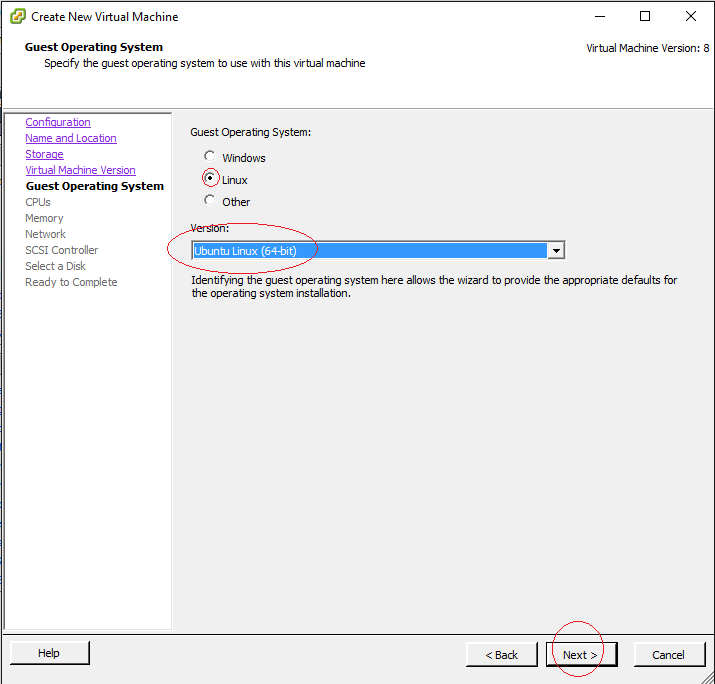 Create New Virtual Machine
Guest Operating System
Specify the guest operating system to use with this virtual machine
Virtual Machine Version: 8
Configuration
Name and Location
Storage
Virtual Machine Version
Guest Operating System
CPUs
Memory
Network
SCSI Controller
Select a Disk
Ready to Complete
Guest Operating System:
Windows
Linux
Other
Version:
Ubuntu Linux (64-bit)
Identifying the guest operating system here allows the wizard to provide the appropriate defaults for
the operating system installation.
Help
< Back
Next >
Cancel